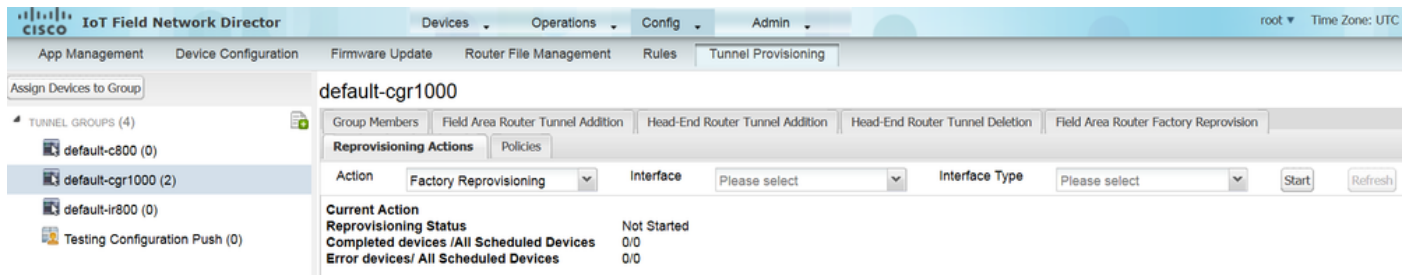 CISCO IoT Field Network Director Devices Operations Config Admin root Time Zone: UTC
App Management Device Configuration Firmware Update Router File Management Rules Tunnel Provisioning
Assign Devices to Group
default-cgr1000
TUNNEL GROUPS (4)
default-c800 (0)
default-cgr1000 (2)
default-ir800 (0)
Testing Configuration Push (0)
Group Members Field Area Router Tunnel Addition Head-End Router Tunnel Addition Head-End Router Tunnel Deletion Field Area Router Factory Reprovision
Reprovisioning Actions Policies
Action Factory Reprovisioning Interface Please select Interface Type Please select Start Refresh
Current Action
Reprovisioning Status Not Started
Completed devices /All Scheduled Devices 0/0
Error devices/ All Scheduled Devices 0/0